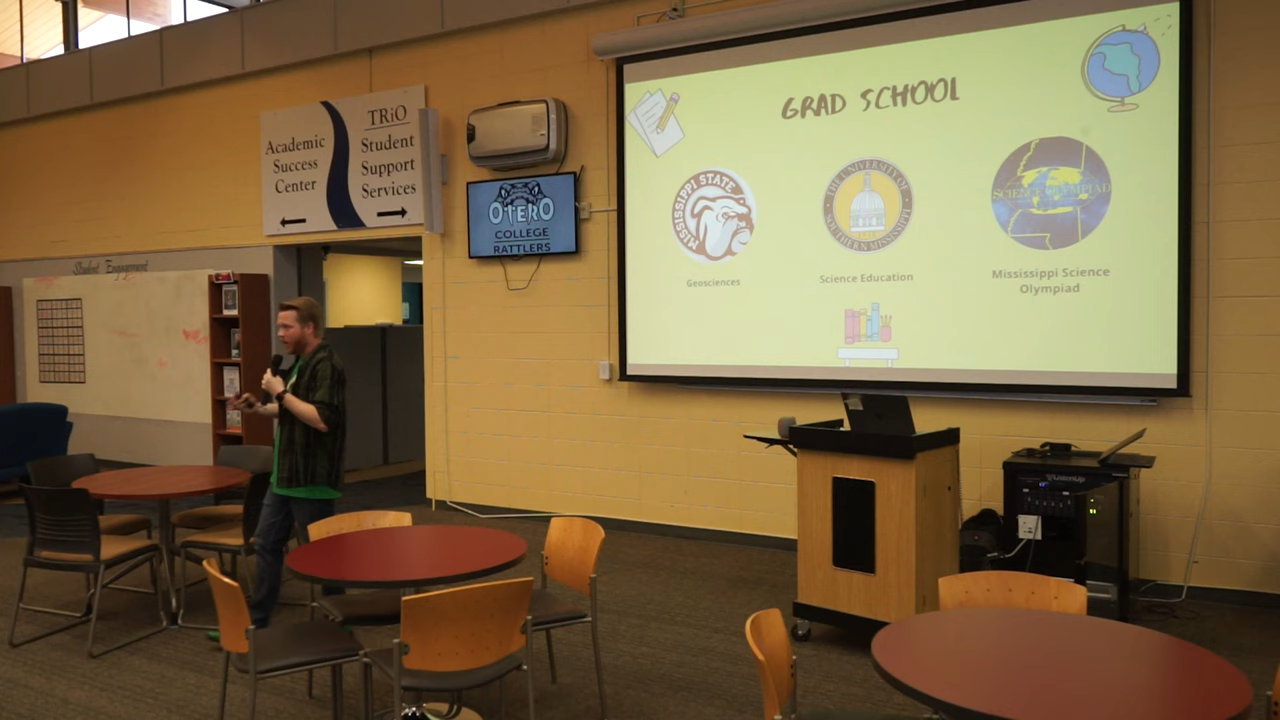 Academic
Success
Center
TRiO
Student
Support
Services
OTERO
COLLEGE
RATTLERS
Student Engagement
GRAD SCHOOL
MISSISSIPPI STATE
Geosciences
THE UNIVERSITY OF
SOUTHERN MISSISSIPPI
Science Education
SCIENCE OLYMPIAD
Mississippi Science
Olympiad
ListenUp